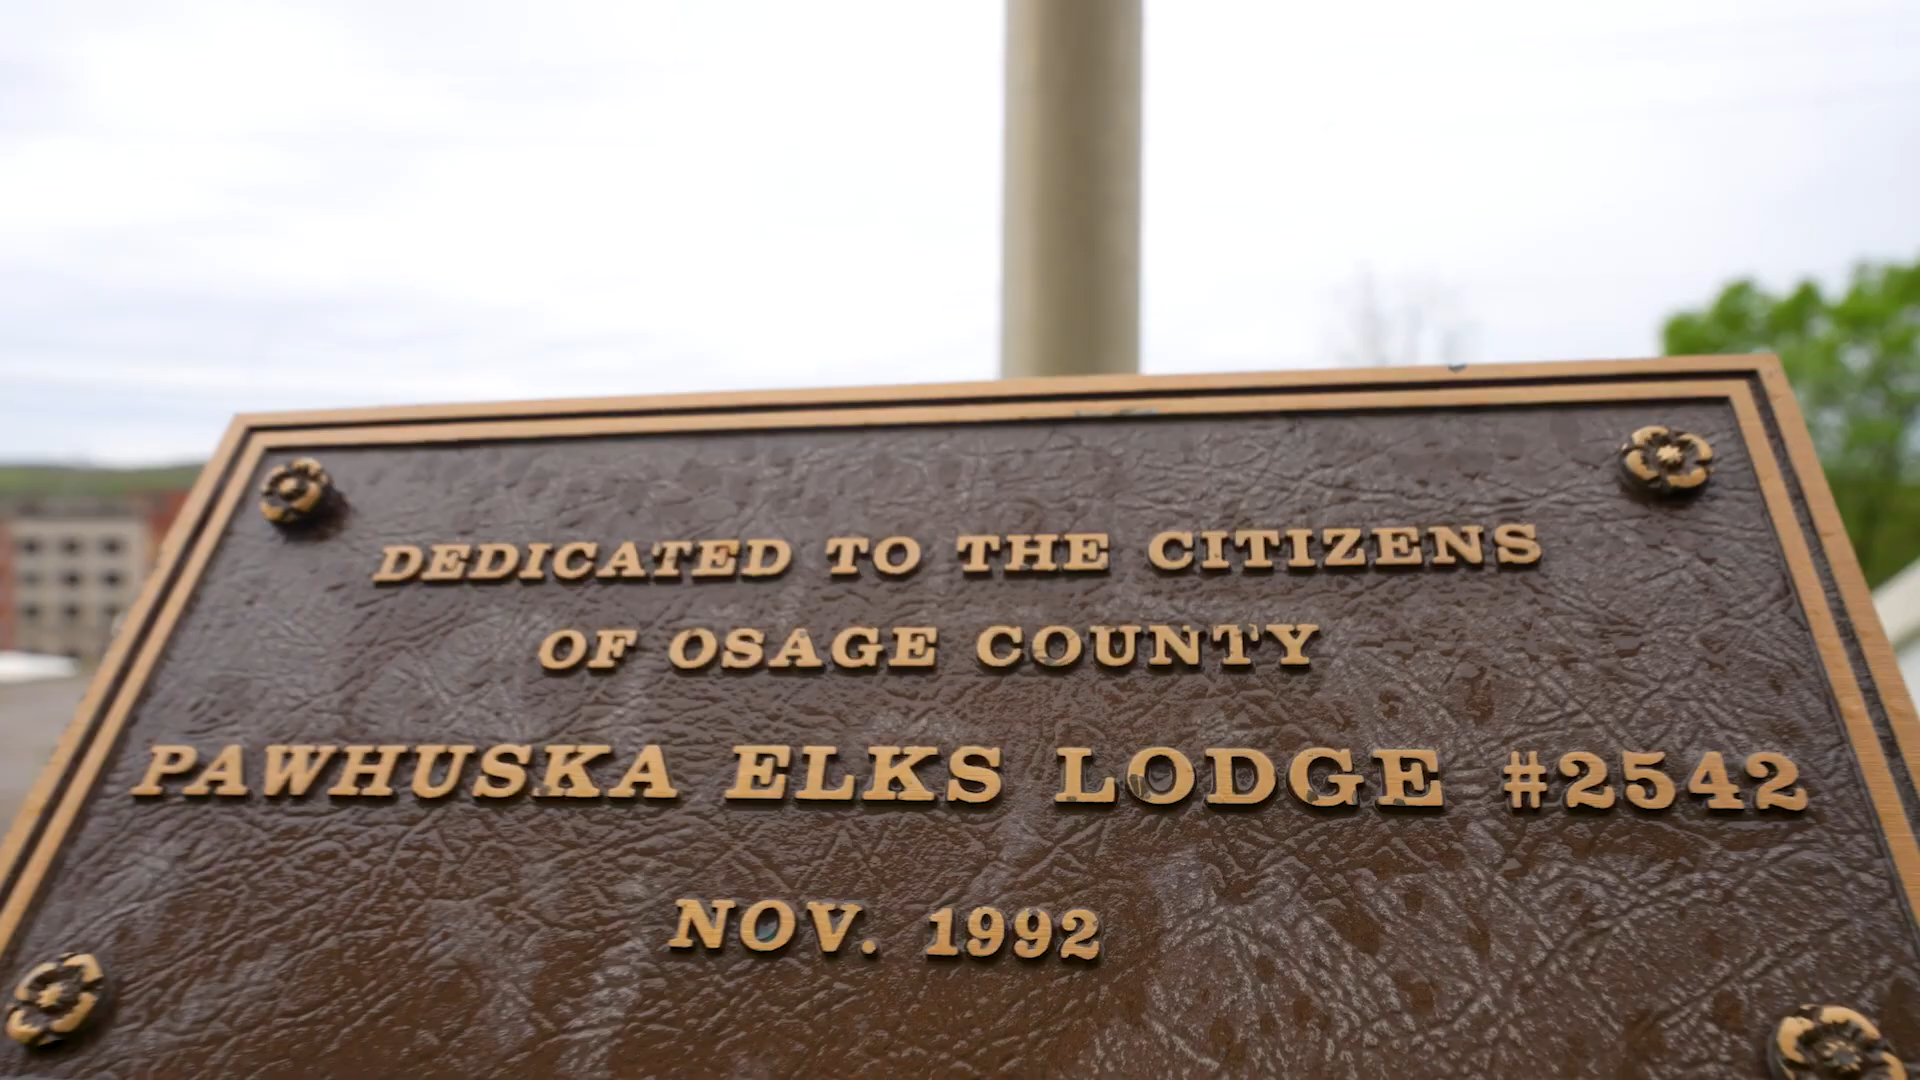 DEDICATED TO THE CITIZENS
OF OSAGE COUNTY
PAWHUSKA ELKS LODGE #2542
NOV. 1992